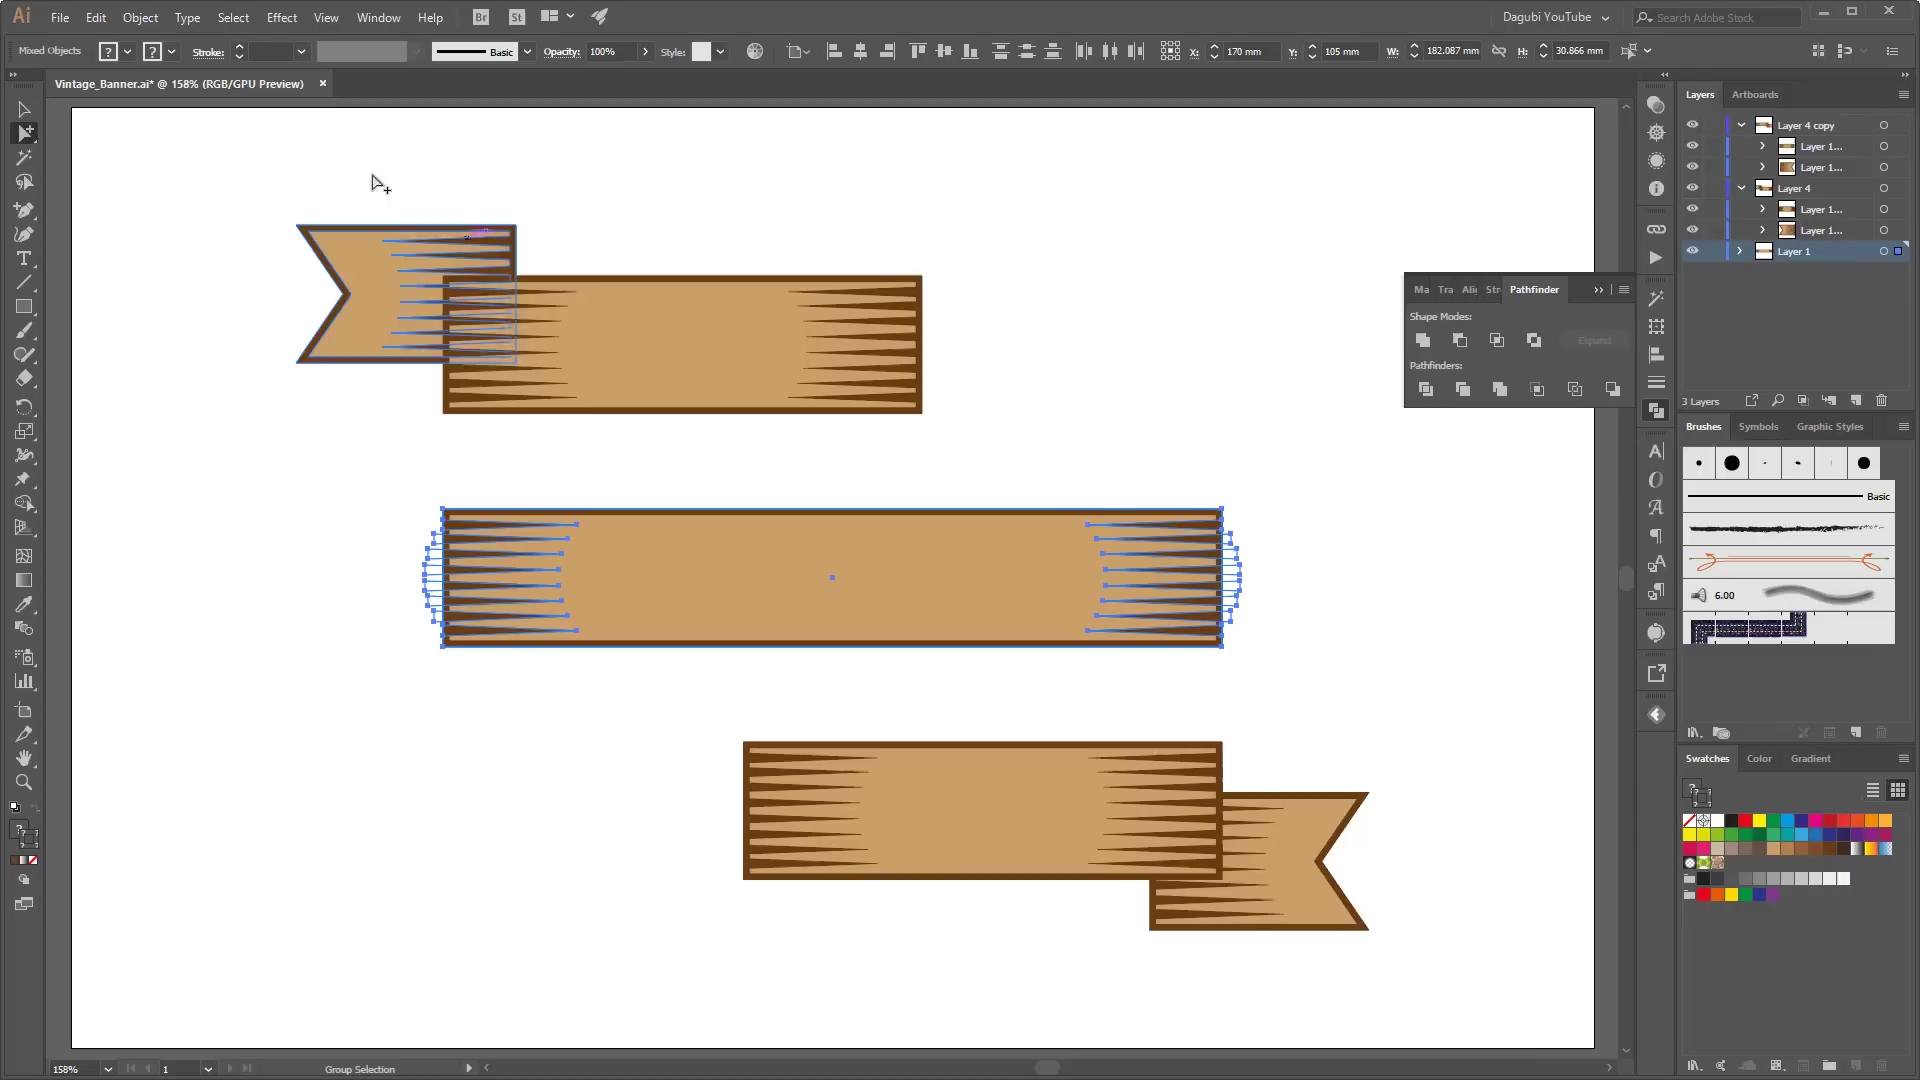 Ai File Edit Object Type Select Effect View Window Help Br St Dagubi YouTube Search Adobe Stock
Mixed Objects ? ? Stroke: Basic Opacity: 100% Style: X: 170 mm Y: 105 mm W: 182.087 mm H: 30.866 mm
Vintage_Banner.ai* @ 158% (RGB/GPU Preview)
Layers Artboards
Layer 4 copy
Layer 1...
Layer 1...
Layer 4
Layer 1...
Layer 1...
Layer 1
Ma Tra Ali Str Pathfinder
Shape Modes:
Expand
Pathfinders:
3 Layers
Brushes Symbols Graphic Styles
Basic
6.00
Swatches Color Gradient
158% 1 Group Selection